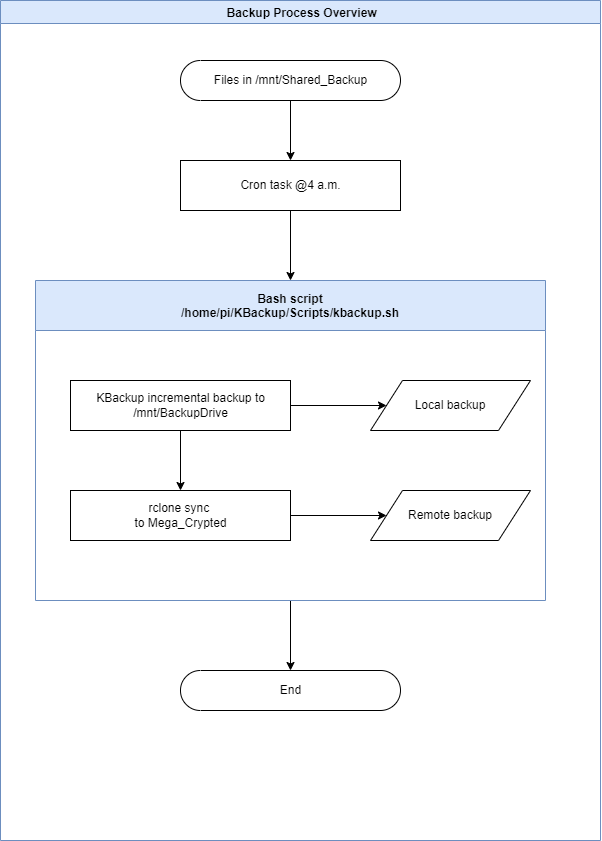 Backup Process Overview
Files in /mnt/Shared_Backup
Cron task @4 a.m.
Bash script
/home/pi/KBackup/Scripts/kbackup.sh
KBackup incremental backup to
/mnt/BackupDrive
Local backup
rclone sync
to Mega_Crypted
Remote backup
End